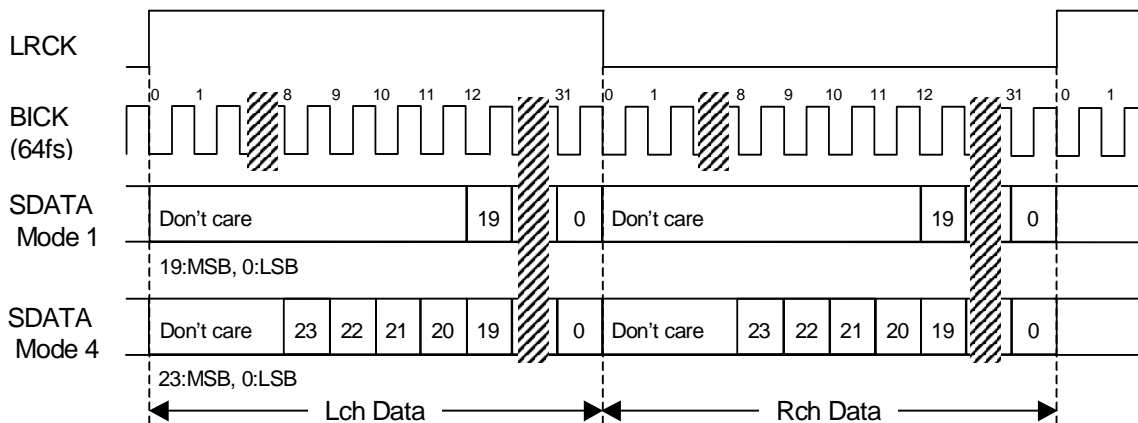 LRCK
0 1 8 9 10 11 12 31 0 1 8 9 10 11 12 31 0 1
BICK
(64fs)
SDATA
Mode 1
Don't care 19 0 Don't care 19 0
19:MSB, 0:LSB
SDATA
Mode 4
Don't care 23 22 21 20 19 0 Don't care 23 22 21 20 19 0
23:MSB, 0:LSB
Lch Data Rch Data